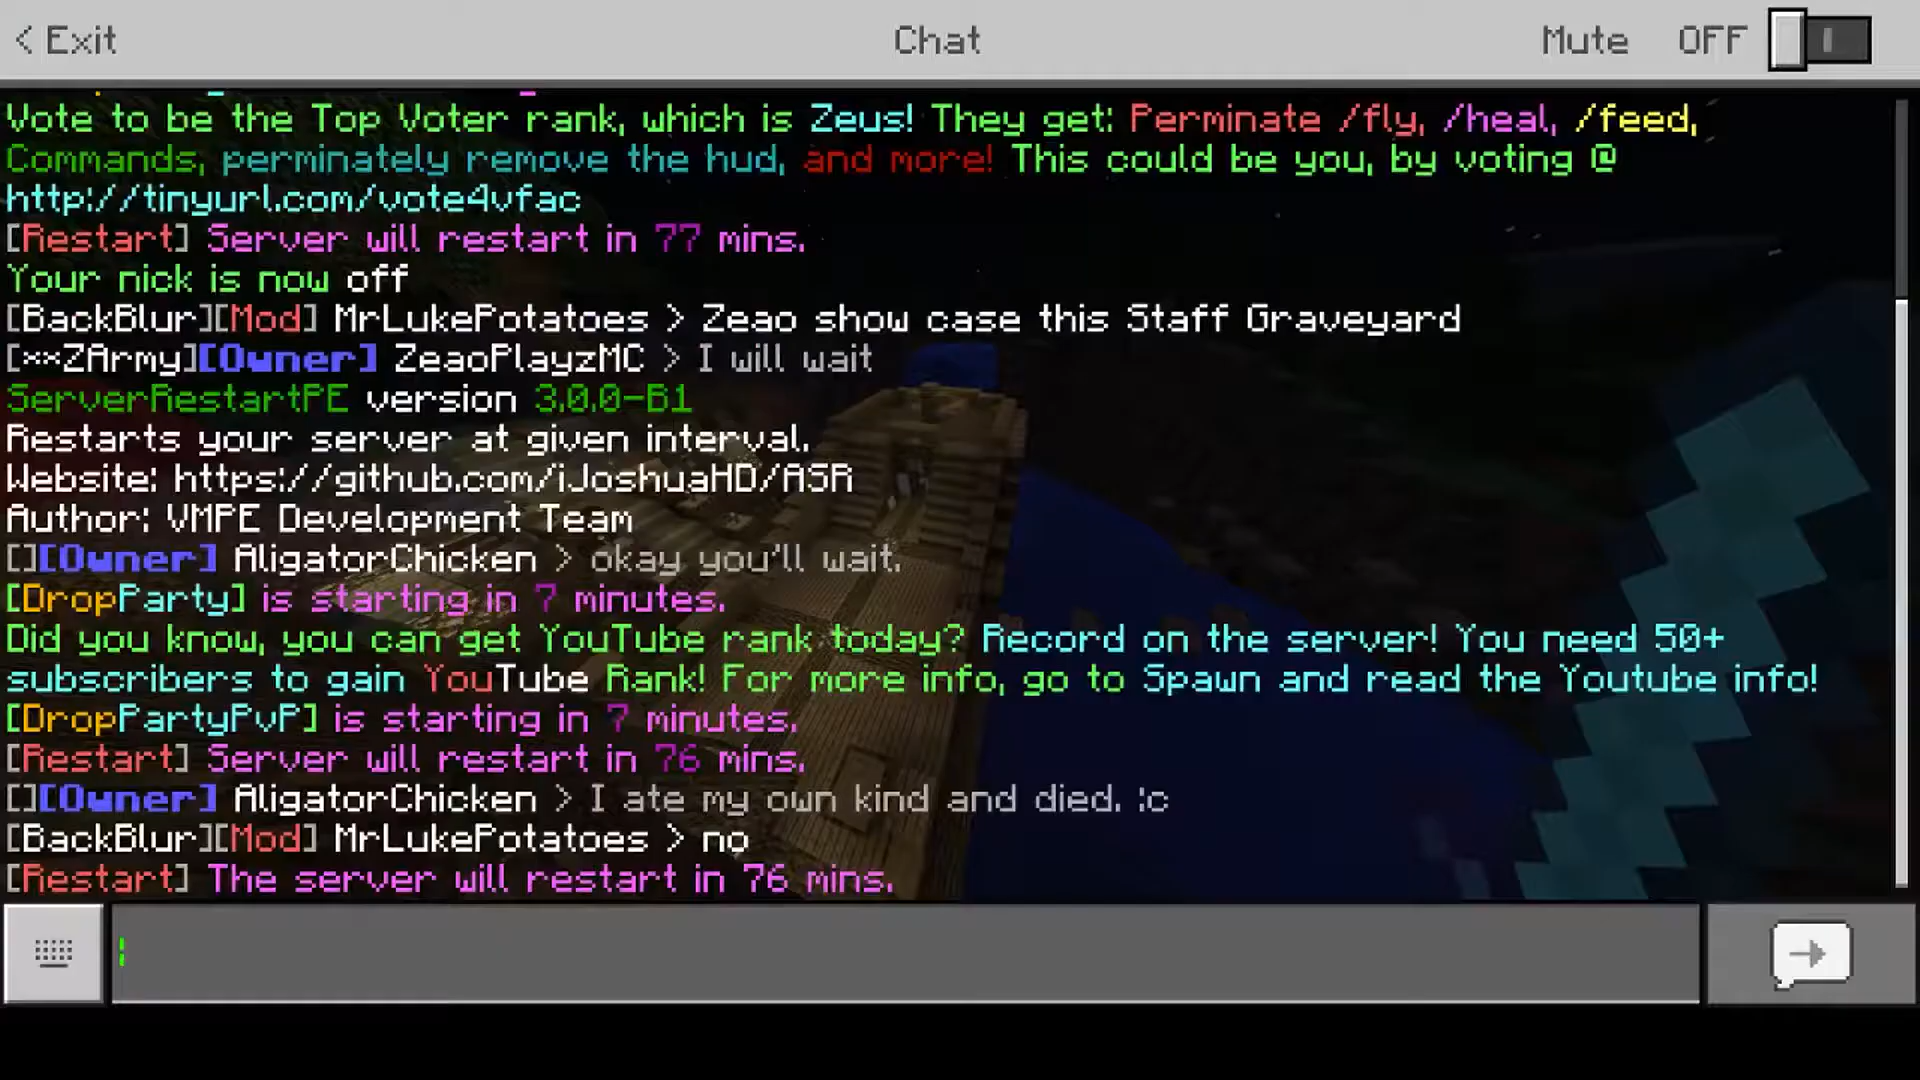 < Exit
Chat
Mute OFF
Vote to be the Top Voter rank, which is Zeus! They get: Perminate /fly, /heal, /feed,
Commands, perminately remove the hud, and more! This could be you, by voting @
http://tinyurl.com/vote4vfac
[Restart] Server will restart in 77 mins.
Your nick is now off
[BackBlur][Mod] MrLukePotatoes > Zeao show case this Staff Graveyard
[××ZArmy][Owner] ZeaoPlayzMC > I will wait
ServerRestartPE version 3.0.0-B1
Restarts your server at given interval.
Website: https://github.com/iJoshuaHD/ASR
Author: VMPE Development Team
[][Owner] AligatorChicken > okay you'll wait.
[DropParty] is starting in 7 minutes.
Did you know, you can get YouTube rank today? Record on the server! You need 50+
subscribers to gain YouTube Rank! For more info, go to Spawn and read the Youtube info!
[DropPartyPvP] is starting in 7 minutes.
[Restart] Server will restart in 76 mins.
[][Owner] AligatorChicken > I ate my own kind and died. :c
[BackBlur][Mod] MrLukePotatoes > no
[Restart] The server will restart in 76 mins.